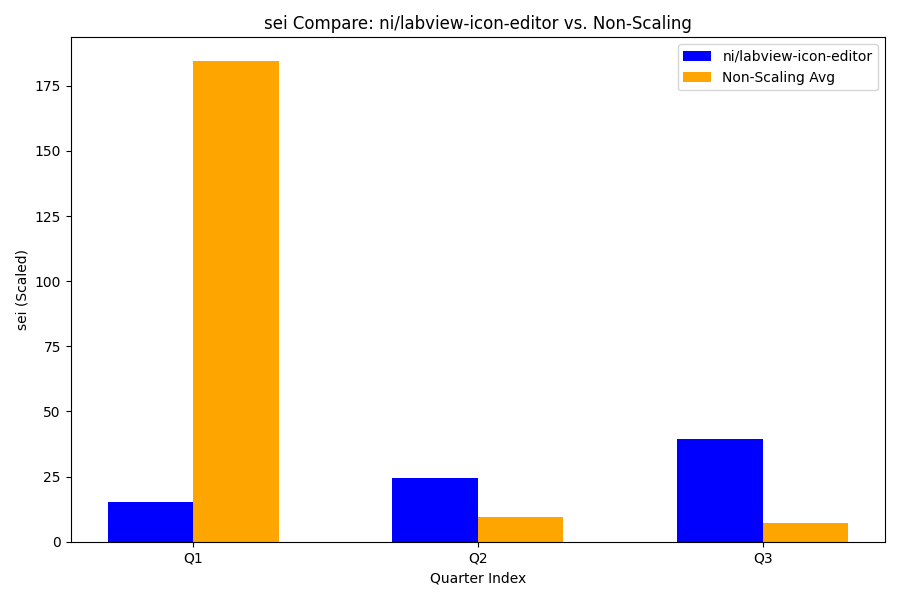 sei Compare: ni/labview-icon-editor vs. Non-Scaling
ni/labview-icon-editor
Non-Scaling Avg
sei (Scaled)
175
150
125
100
75
50
25
0
Q1
Q2
Q3
Quarter Index